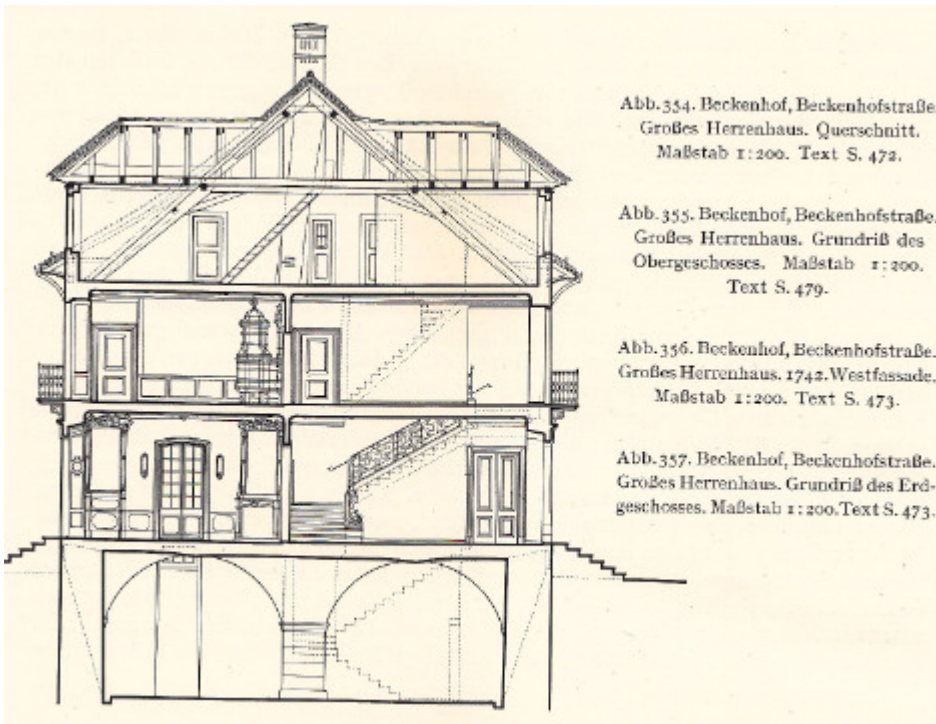 Abb. 354. Beckenhof, Beckenhofstraße.
Großes Herrenhaus. Querschnitt.
Maßstab 1:200. Text S. 472.
Abb. 355. Beckenhof, Beckenhofstraße.
Großes Herrenhaus. Grundriß des
Obergeschosses. Maßstab 1:200.
Text S. 479.
Abb. 356. Beckenhof, Beckenhofstraße.
Großes Herrenhaus. 1742. Westfassade.
Maßstab 1:200. Text S. 473.
Abb. 357. Beckenhof, Beckenhofstraße.
Großes Herrenhaus. Grundriß des Erd-
geschosses. Maßstab 1:200. Text S. 473.